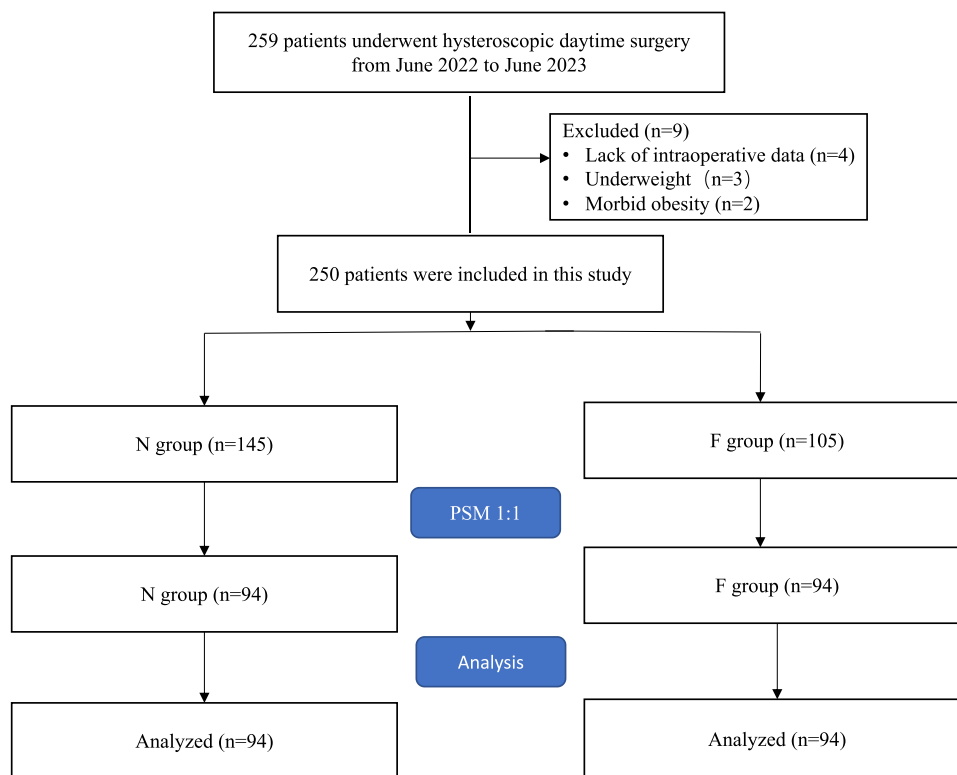 259 patients underwent hysteroscopic daytime surgery
from June 2022 to June 2023
Excluded (n=9)
• Lack of intraoperative data (n=4)
• Underweight（n=3）
• Morbid obesity (n=2)
250 patients were included in this study
N group (n=145)
F group (n=105)
PSM 1:1
N group (n=94)
F group (n=94)
Analysis
Analyzed (n=94)
Analyzed (n=94)